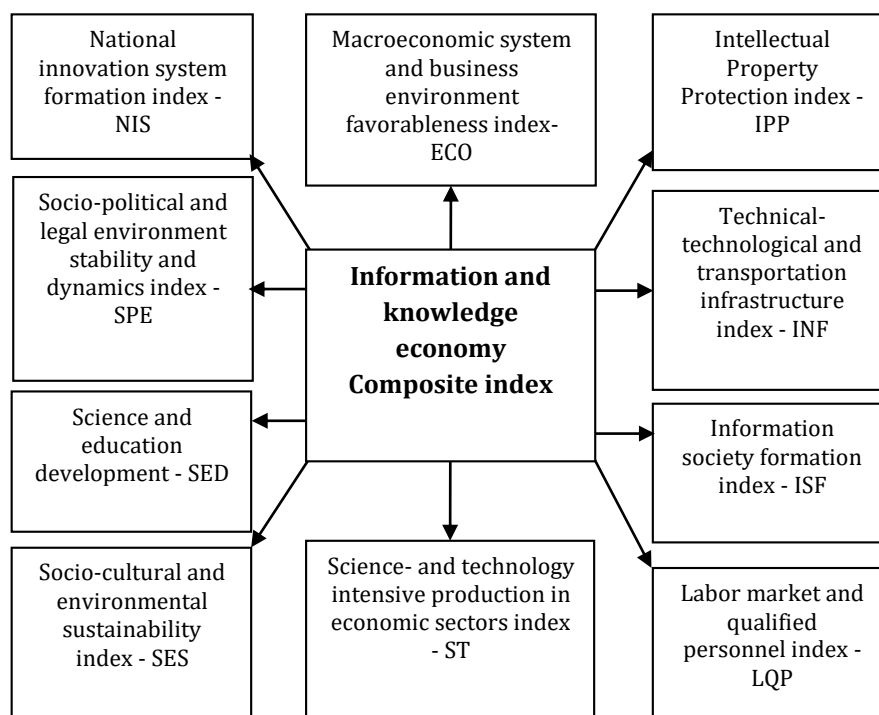 National
innovation system
formation index -
NIS
Macroeconomic system
and business
environment
favorableness index-
ECO
Intellectual
Property
Protection index -
IPP
Socio-political and
legal environment
stability and
dynamics index -
SPE
Information and
knowledge
economy
Composite index
Technical-
technological and
transportation
infrastructure
index - INF
Science and
education
development - SED
Information
society formation
index - ISF
Socio-cultural and
environmental
sustainability
index - SES
Science- and technology
intensive production in
economic sectors index
- ST
Labor market and
qualified
personnel index -
LQP